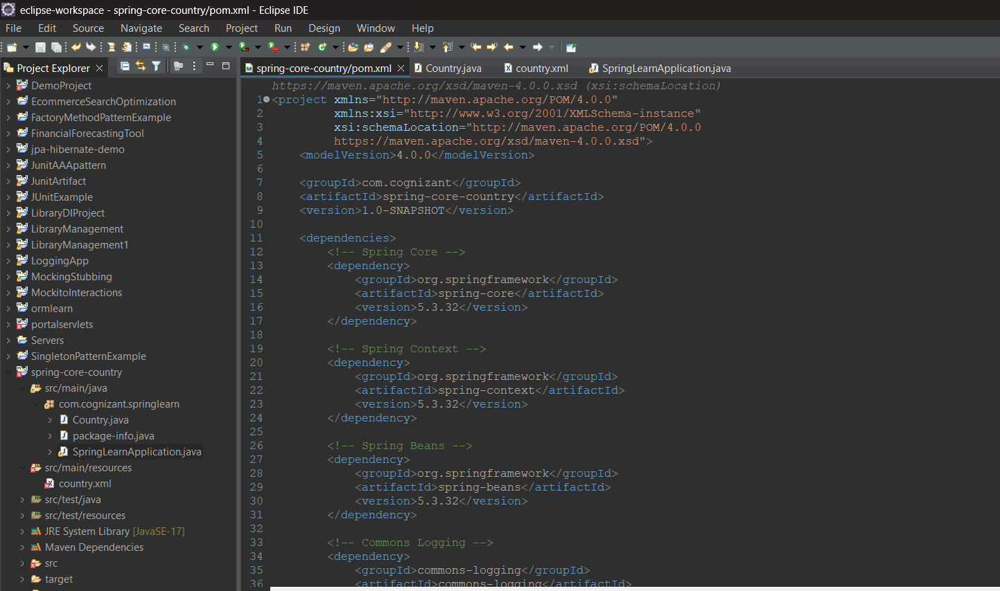 eclipse-workspace - spring-core-country/pom.xml - Eclipse IDE
File Edit Source Navigate Search Project Run Design Window Help
Project Explorer
DemoProject
EcommerceSearchOptimization
FactoryMethodPatternExample
FinancialForecastingTool
jpa-hibernate-demo
JunitAAApattern
JunitArtifact
JUnitExample
LibraryDIProject
LibraryManagement
LibraryManagement1
LoggingApp
MockingStubbing
MockitoInteractions
ormlearn
portalservlets
Servers
SingletonPatternExample
spring-core-country
src/main/java
com.cognizant.springlearn
Country.java
package-info.java
SpringLearnApplication.java
src/main/resources
country.xml
src/test/java
src/test/resources
JRE System Library [JavaSE-17]
Maven Dependencies
src
target
spring-core-country/pom.xml Country.java country.xml SpringLearnApplication.java
https://maven.apache.org/xsd/maven-4.0.0.xsd (xsi:schemaLocation)
1 <project xmlns="http://maven.apache.org/POM/4.0.0"
2 xmlns:xsi="http://www.w3.org/2001/XMLSchema-instance"
3 xsi:schemaLocation="http://maven.apache.org/POM/4.0.0
4 https://maven.apache.org/xsd/maven-4.0.0.xsd">
5 <modelVersion>4.0.0</modelVersion>
6
7 <groupId>com.cognizant</groupId>
8 <artifactId>spring-core-country</artifactId>
9 <version>1.0-SNAPSHOT</version>
10
11 <dependencies>
12 <!-- Spring Core -->
13 <dependency>
14 <groupId>org.springframework</groupId>
15 <artifactId>spring-core</artifactId>
16 <version>5.3.32</version>
17 </dependency>
18
19 <!-- Spring Context -->
20 <dependency>
21 <groupId>org.springframework</groupId>
22 <artifactId>spring-context</artifactId>
23 <version>5.3.32</version>
24 </dependency>
25
26 <!-- Spring Beans -->
27 <dependency>
28 <groupId>org.springframework</groupId>
29 <artifactId>spring-beans</artifactId>
30 <version>5.3.32</version>
31 </dependency>
32
33 <!-- Commons Logging -->
34 <dependency>
35 <groupId>commons-logging</groupId>
36 <artifactId>commons-logging</artifactId>